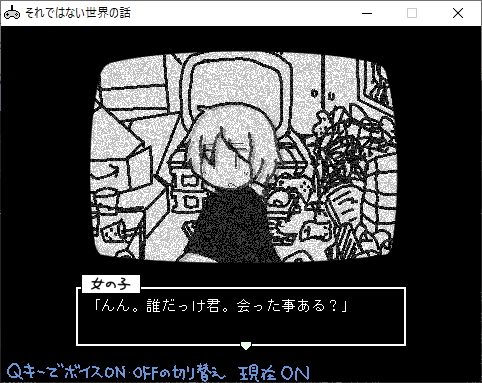 それではない世界の話
女の子
「んん。誰だっけ君。会った事ある？」
Qキーでボイス ON・OFFの切り替え 現在 ON